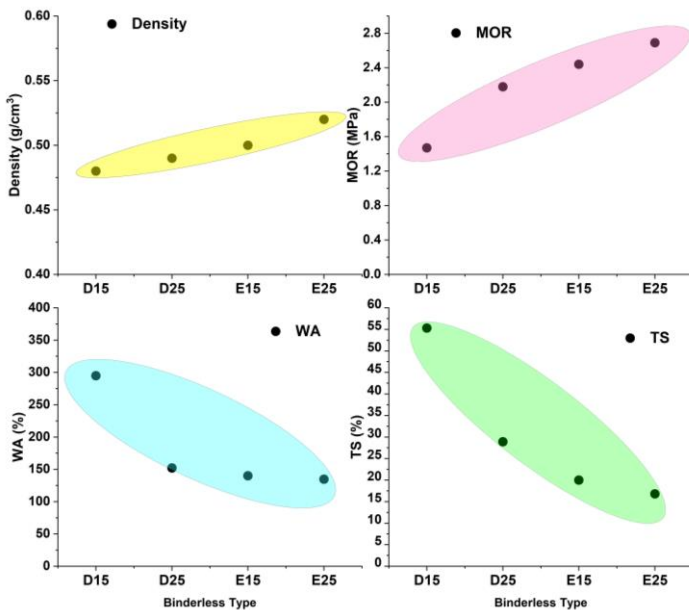 Density
Density (g/cm³)
0.60
0.55
0.50
0.45
0.40
D15 D25 E15 E25
MOR
MOR (MPa)
2.8
2.4
2.0
1.6
1.2
0.8
0.4
0.0
D15 D25 E15 E25
WA
WA (%)
400
350
300
250
200
150
100
50
0
D15 D25 E15 E25
Binderless Type
TS
TS (%)
60
55
50
45
40
35
30
25
20
15
10
5
0
D15 D25 E15 E25
Binderless Type